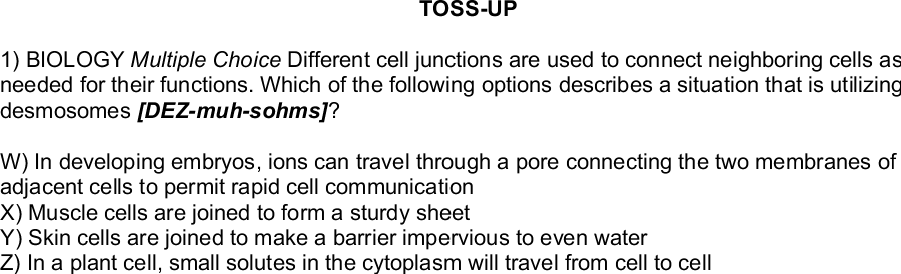 TOSS-UP
1) BIOLOGY Multiple Choice Different cell junctions are used to connect neighboring cells as
needed for their functions. Which of the following options describes a situation that is utilizing
desmosomes [DEZ-muh-sohms]?
W) In developing embryos, ions can travel through a pore connecting the two membranes of
adjacent cells to permit rapid cell communication
X) Muscle cells are joined to form a sturdy sheet
Y) Skin cells are joined to make a barrier impervious to even water
Z) In a plant cell, small solutes in the cytoplasm will travel from cell to cell